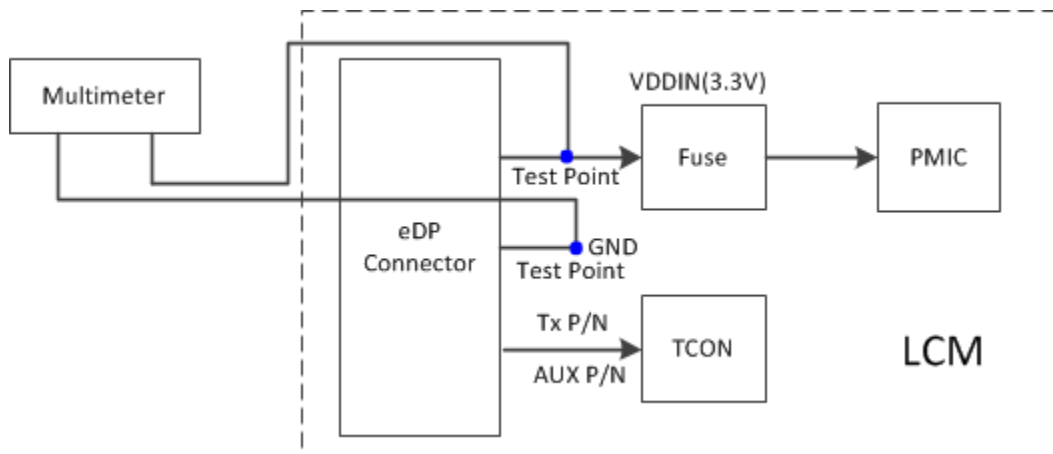 Multimeter
VDDIN(3.3V)
Fuse
PMIC
Test Point
eDP
Connector
GND
Test Point
Tx P/N
AUX P/N
TCON
LCM